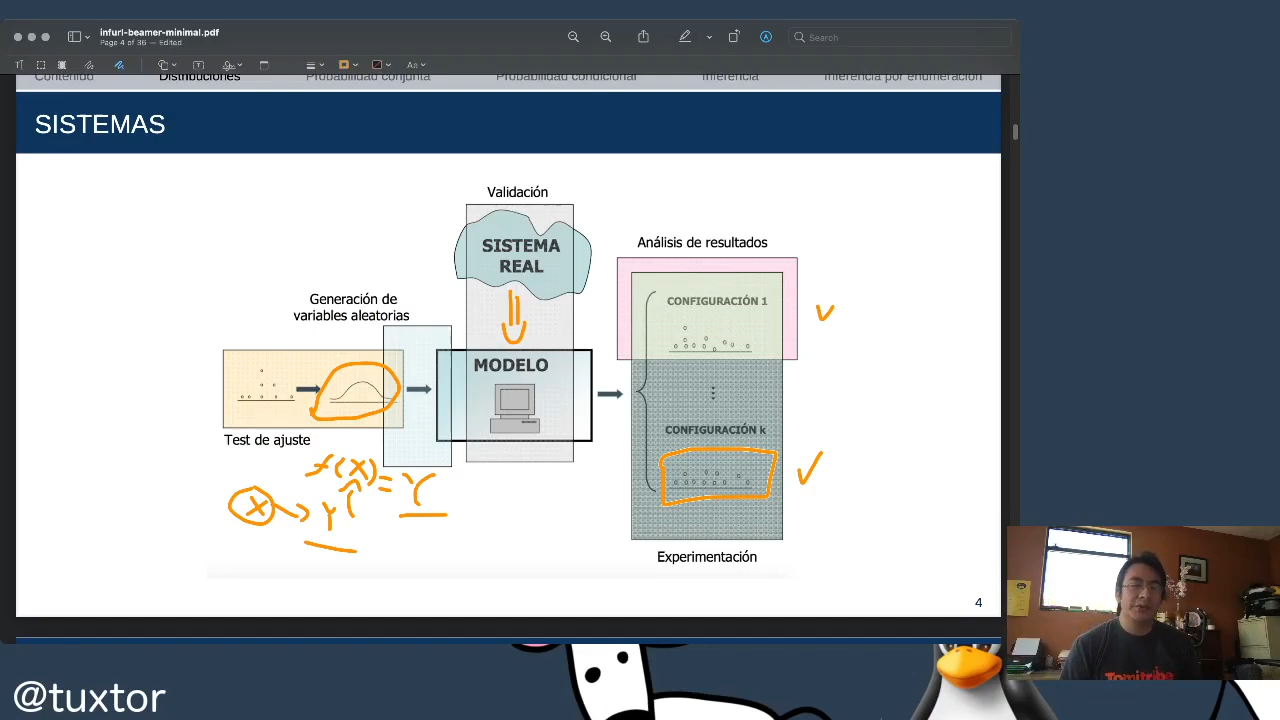 infurl-beamer-minimal.pdf
Page 4 of 36 — Edited
Search
Contenido Distribuciones Probabilidad conjunta Probabilidad condicional Inferencia Inferencia por enumeración
SISTEMAS
Validación
SISTEMA
REAL
Análisis de resultados
CONFIGURACIÓN 1
Generación de
variables aleatorias
MODELO
Test de ajuste
CONFIGURACIÓN k
f(X) = Y
X → Y
Experimentación
4
Tomitribe
@tuxtor